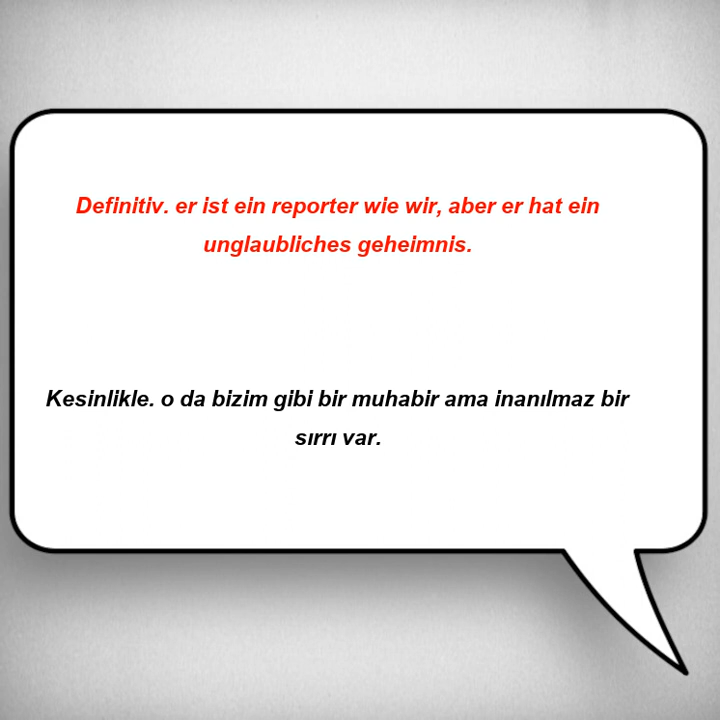 Definitiv. er ist ein reporter wie wir, aber er hat ein
unglaubliches geheimnis.
Kesinlikle. o da bizim gibi bir muhabir ama inanılmaz bir
sırrı var.